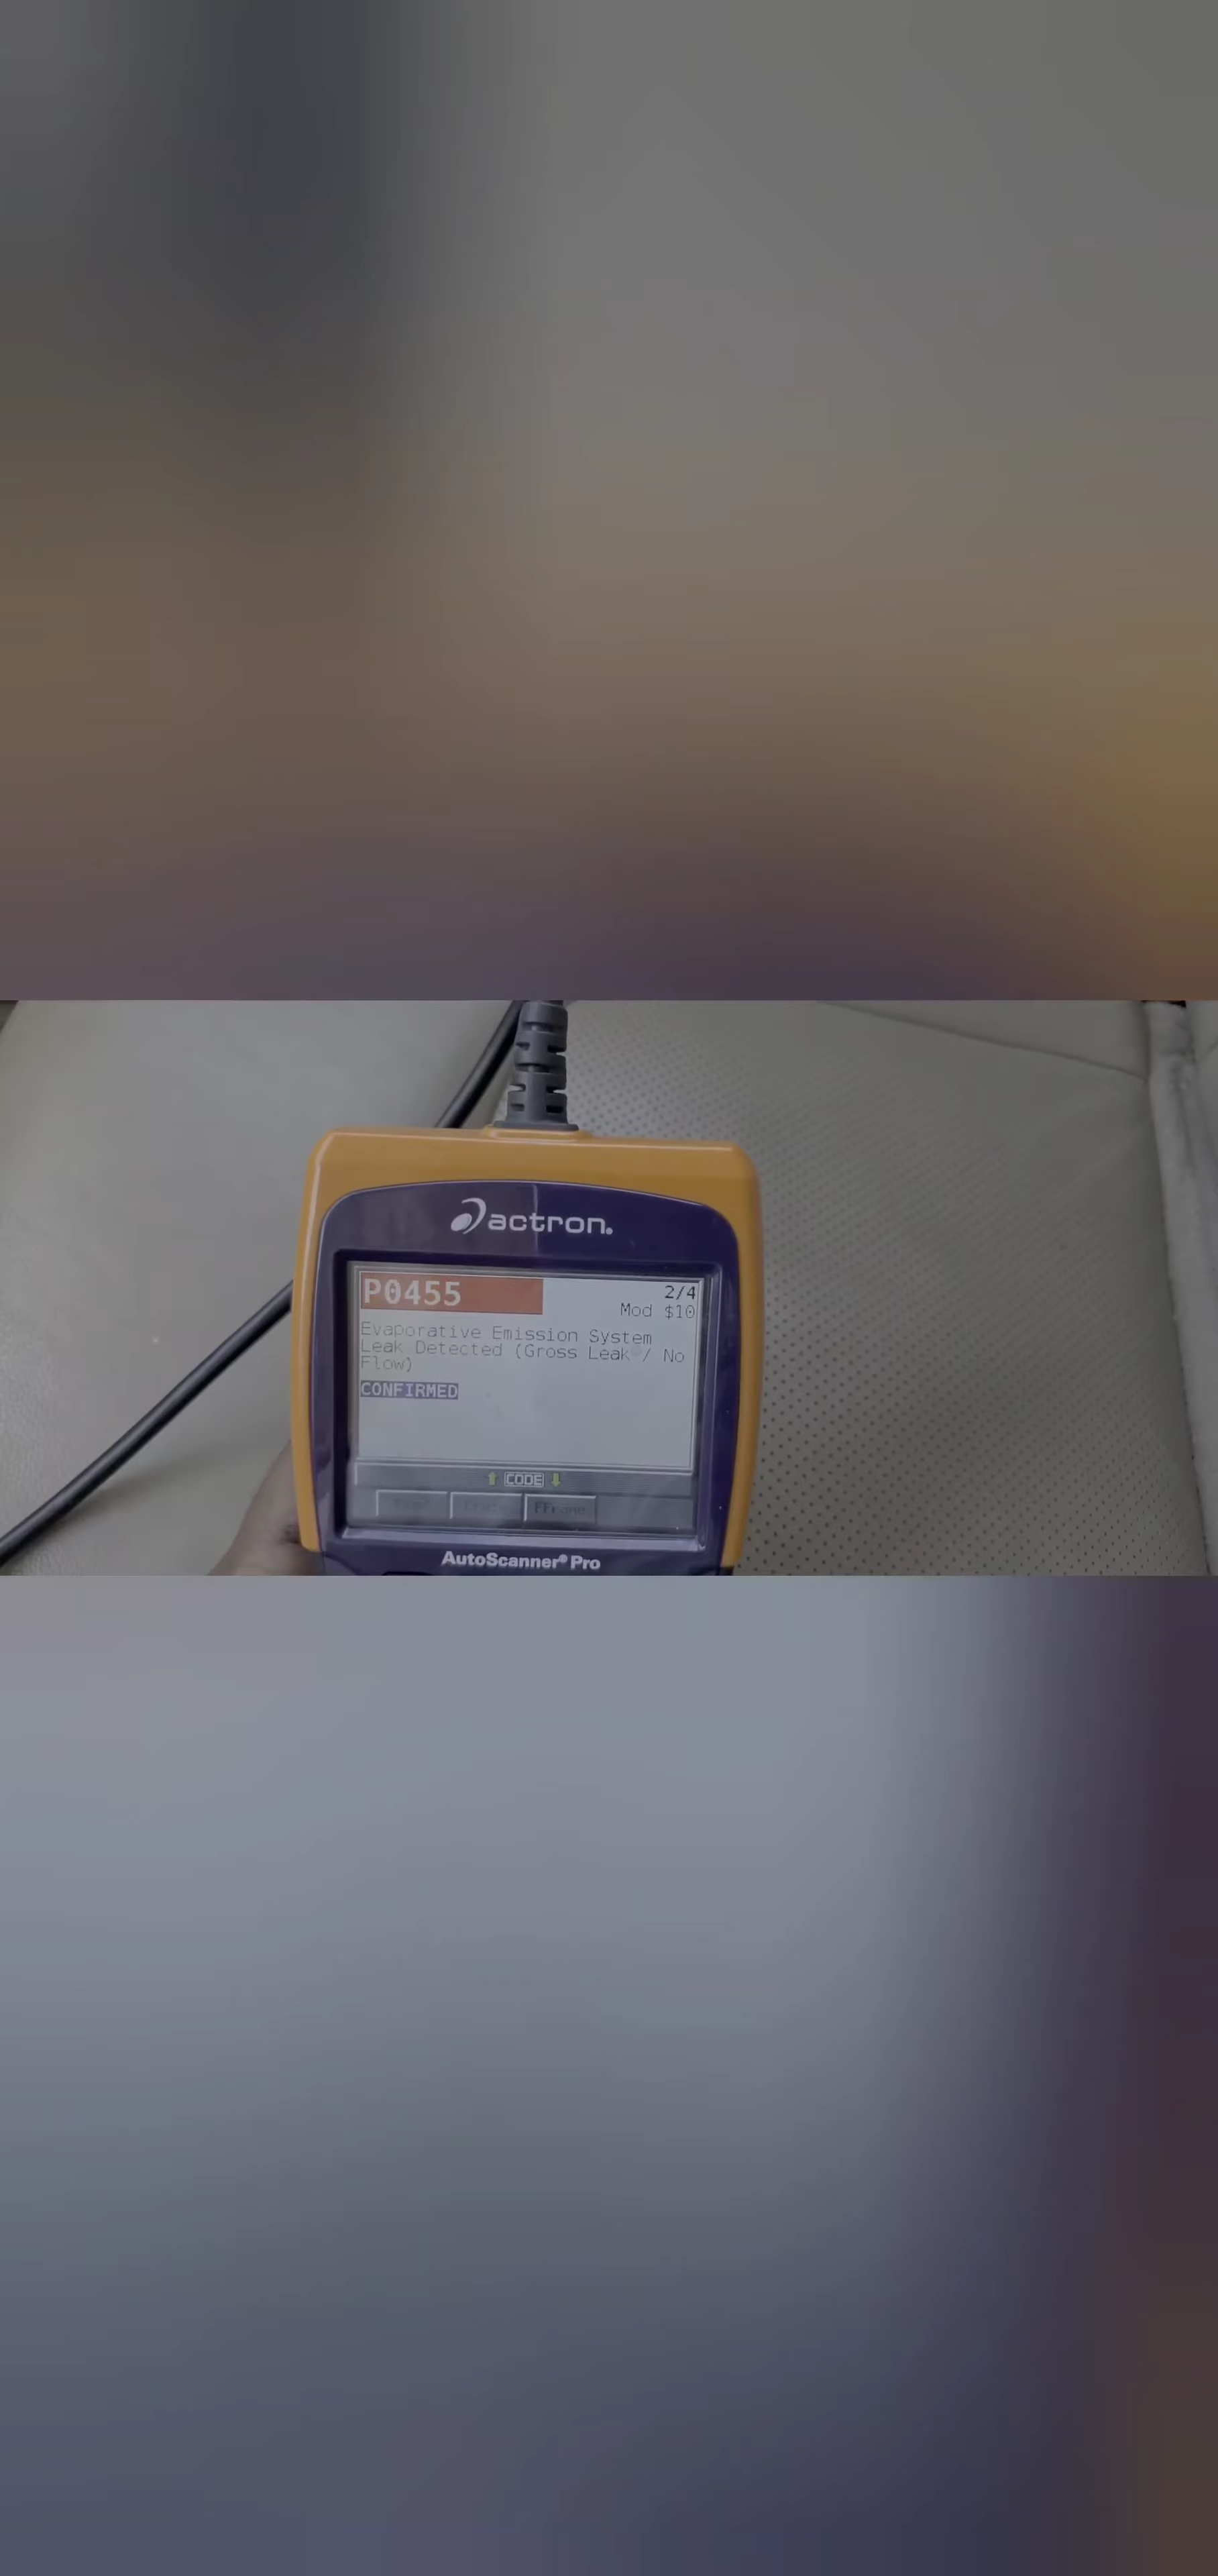 actron.
P0455
2/4
Mod $10
Evaporative Emission System
Leak Detected (Gross Leak / No
Flow)
CONFIRMED
CODE
FFrame
AutoScanner® Pro